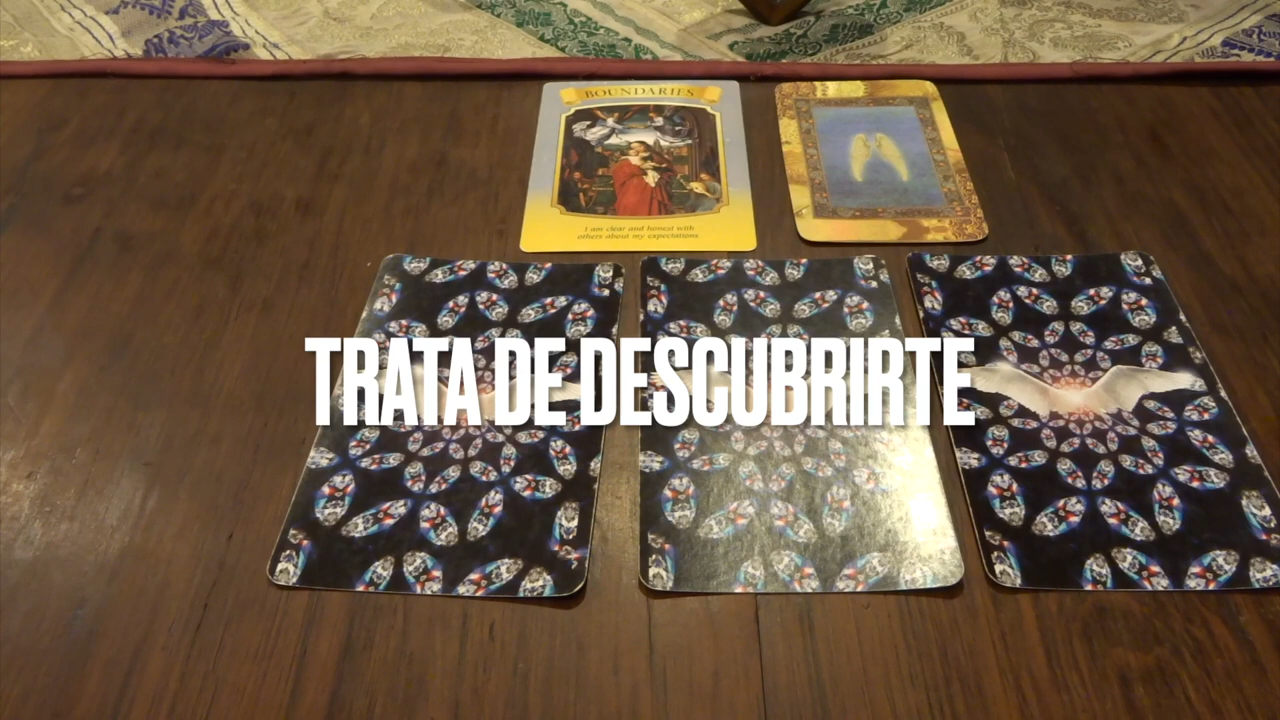 BOUNDARIES
I am clear and honest with
others about my expectations
TRATA DE DESCUBRIRTE